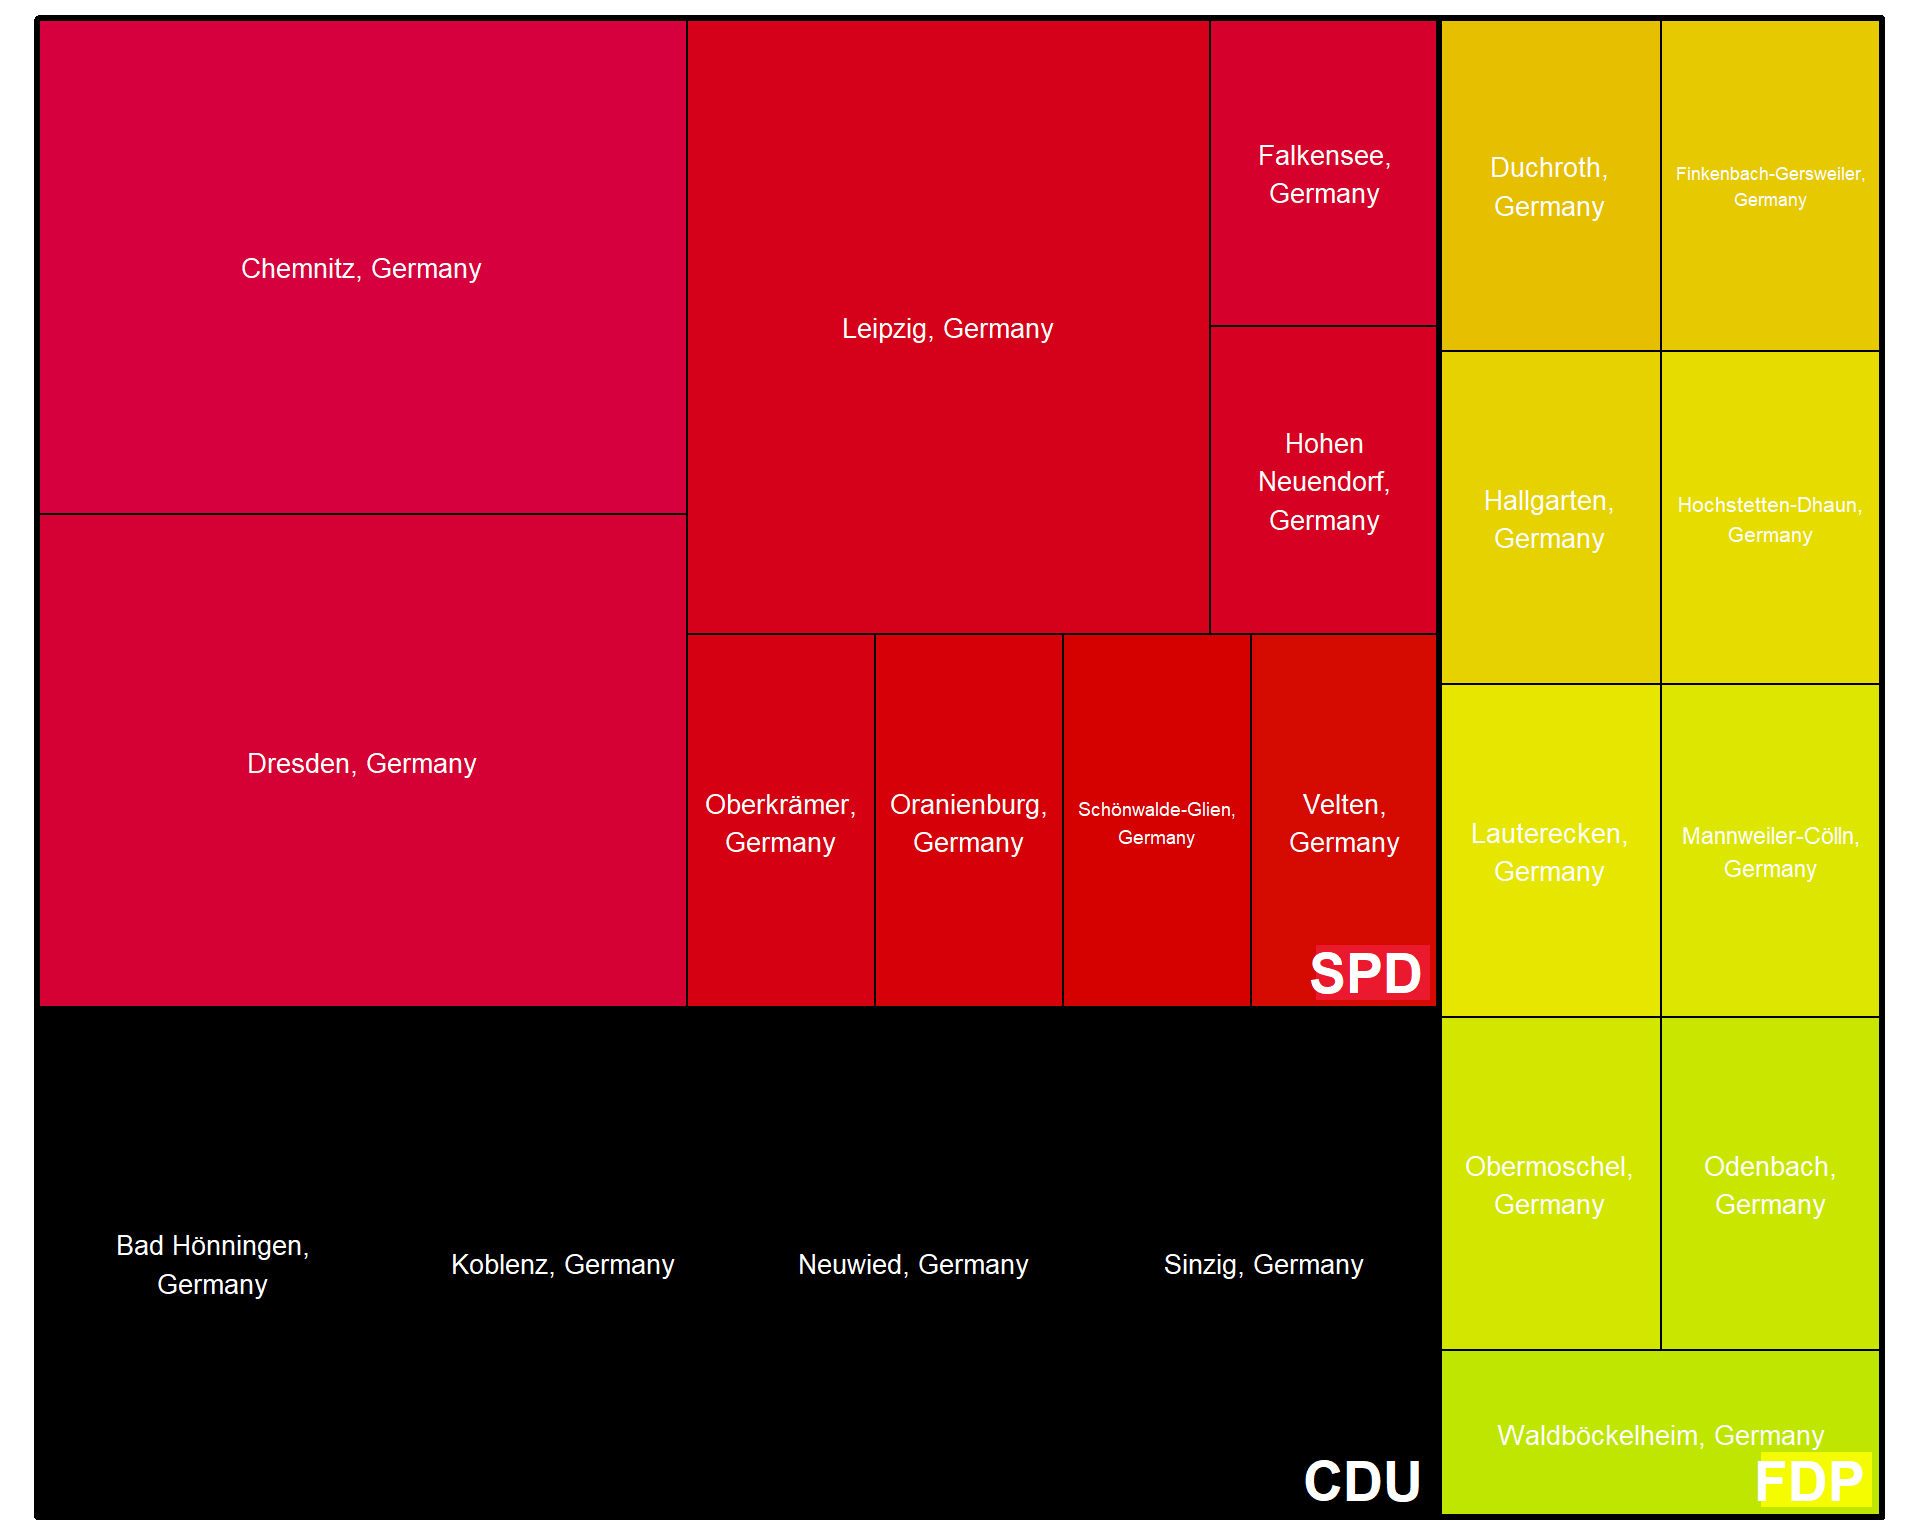 Chemnitz, Germany
Dresden, Germany
Leipzig, Germany
Falkensee,
Germany
Hohen
Neuendorf,
Germany
Oberkrämer,
Germany
Oranienburg,
Germany
Schönwalde-Glien,
Germany
Velten,
Germany
SPD
Bad Hönningen,
Germany
Koblenz, Germany
Neuwied, Germany
Sinzig, Germany
CDU
Duchroth,
Germany
Finkenbach-Gersweiler,
Germany
Hallgarten,
Germany
Hochstetten-Dhaun,
Germany
Lauterecken,
Germany
Mannweiler-Cölln,
Germany
Obermoschel,
Germany
Odenbach,
Germany
Waldböckelheim, Germany
FDP